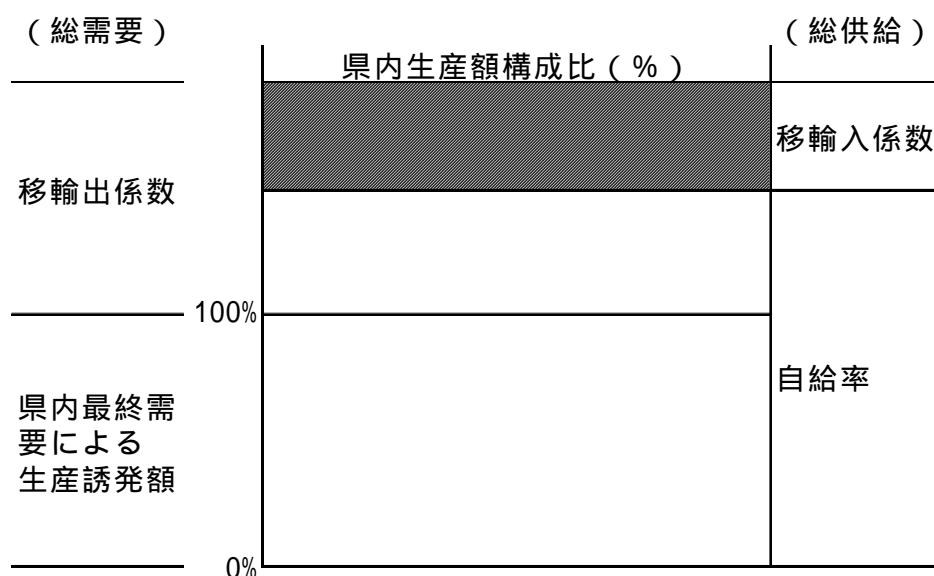 (総需要)
(総供給)
県内生産額構成比(%)
移輸入係数
移輸出係数
100%
自給率
県内最終需
要による
生産誘発額
0%